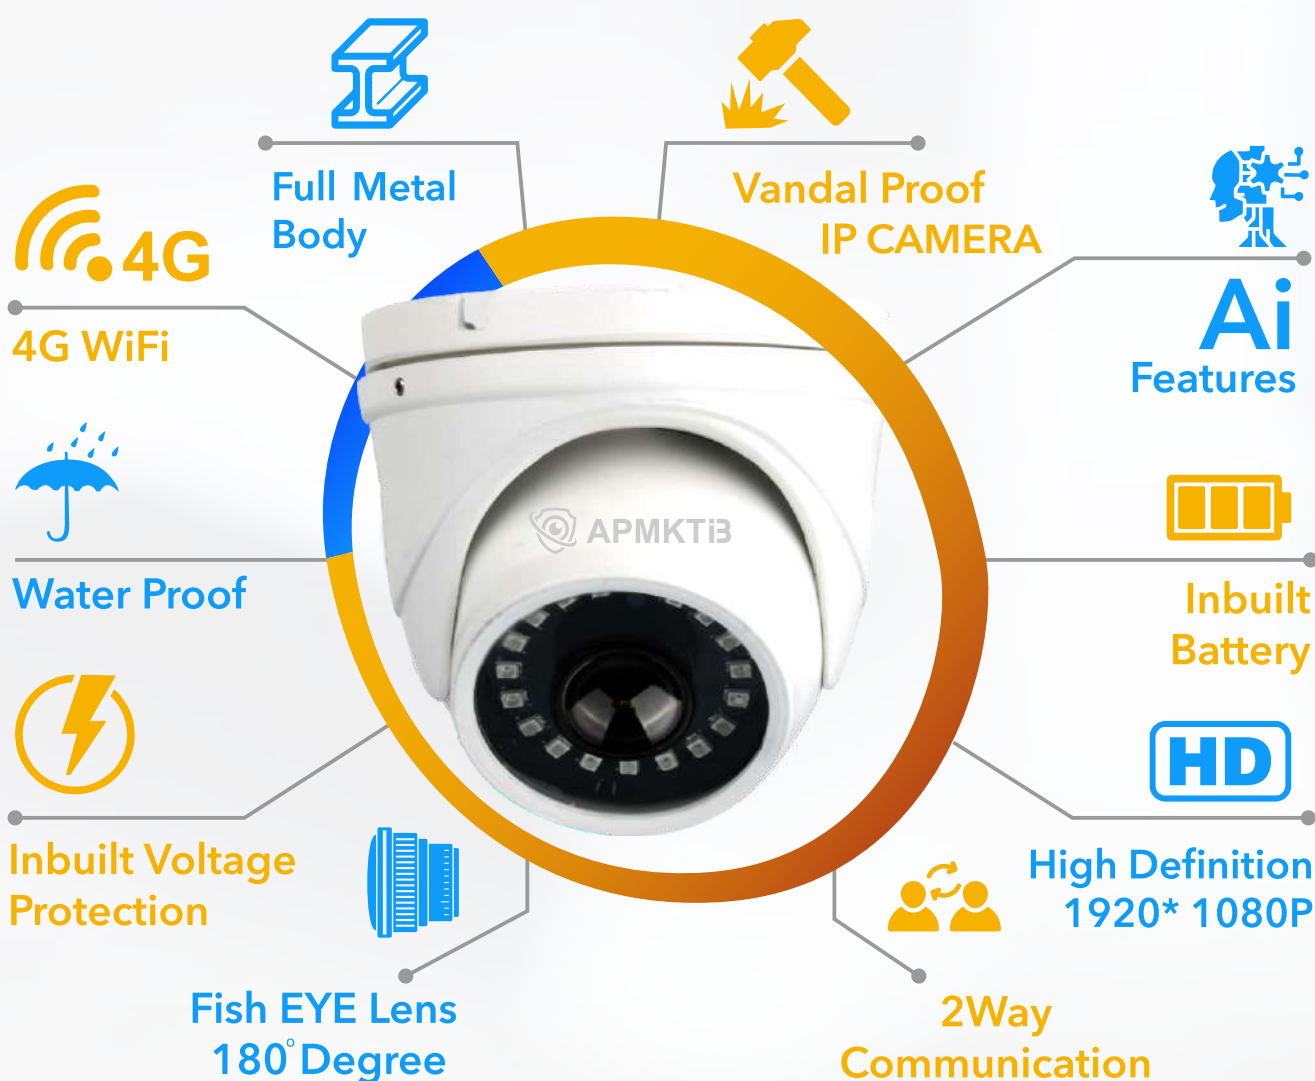 Full Metal
Body
Vandal Proof
IP CAMERA
4G
4G WiFi
Ai
Features
APMKTiB
Water Proof
Inbuilt
Battery
HD
Inbuilt Voltage
Protection
High Definition
1920* 1080P
Fish EYE Lens
180° Degree
2Way
Communication